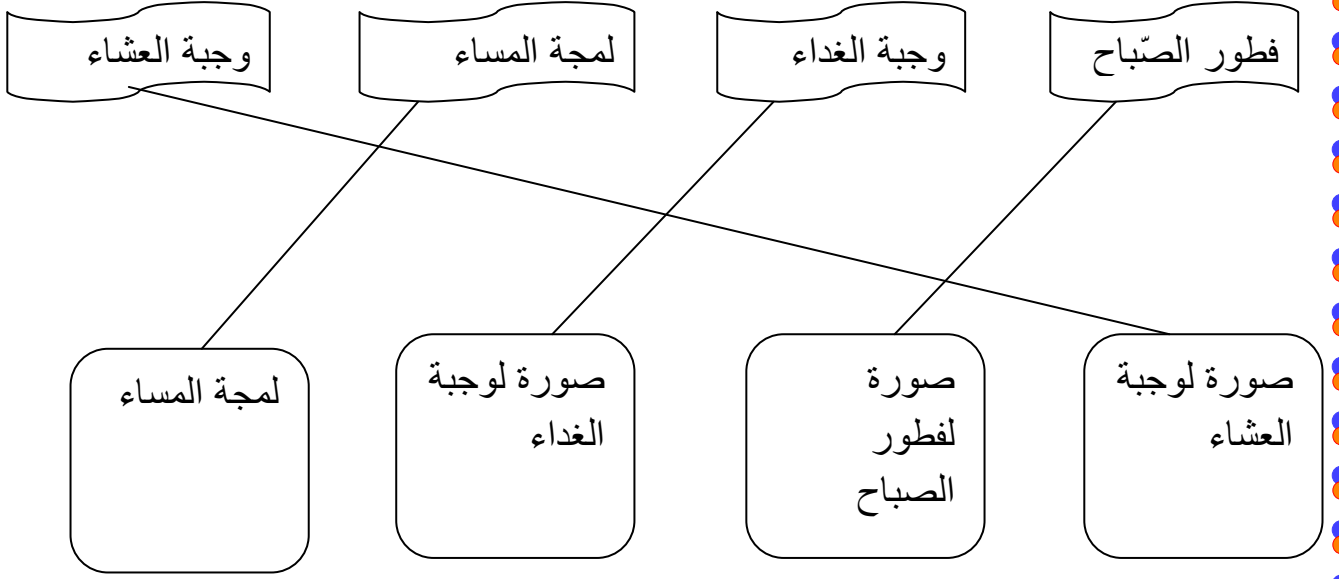 فطور الصّباح
وجبة الغداء
لمجة المساء
وجبة العشاء
صورة لوجبة
العشاء
صورة
لفطور
الصباح
صورة لوجبة
الغداء
لمجة المساء